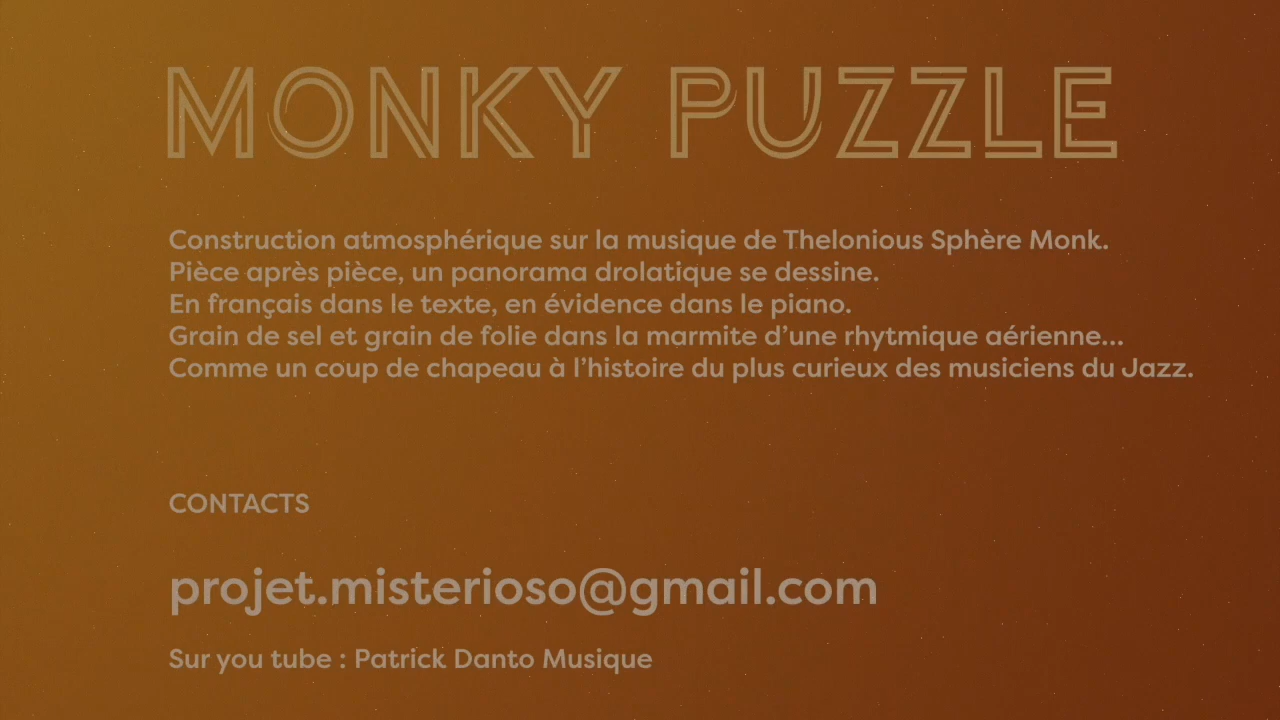 MONKY PUZZLE
Construction atmosphérique sur la musique de Thelonious Sphère Monk.
Pièce après pièce, un panorama drolatique se dessine.
En français dans le texte, en évidence dans le piano.
Grain de sel et grain de folie dans la marmite d’une rhytmique aérienne...
Comme un coup de chapeau à l’histoire du plus curieux des musiciens du Jazz.
CONTACTS
projet.misterioso@gmail.com
Sur you tube : Patrick Danto Musique